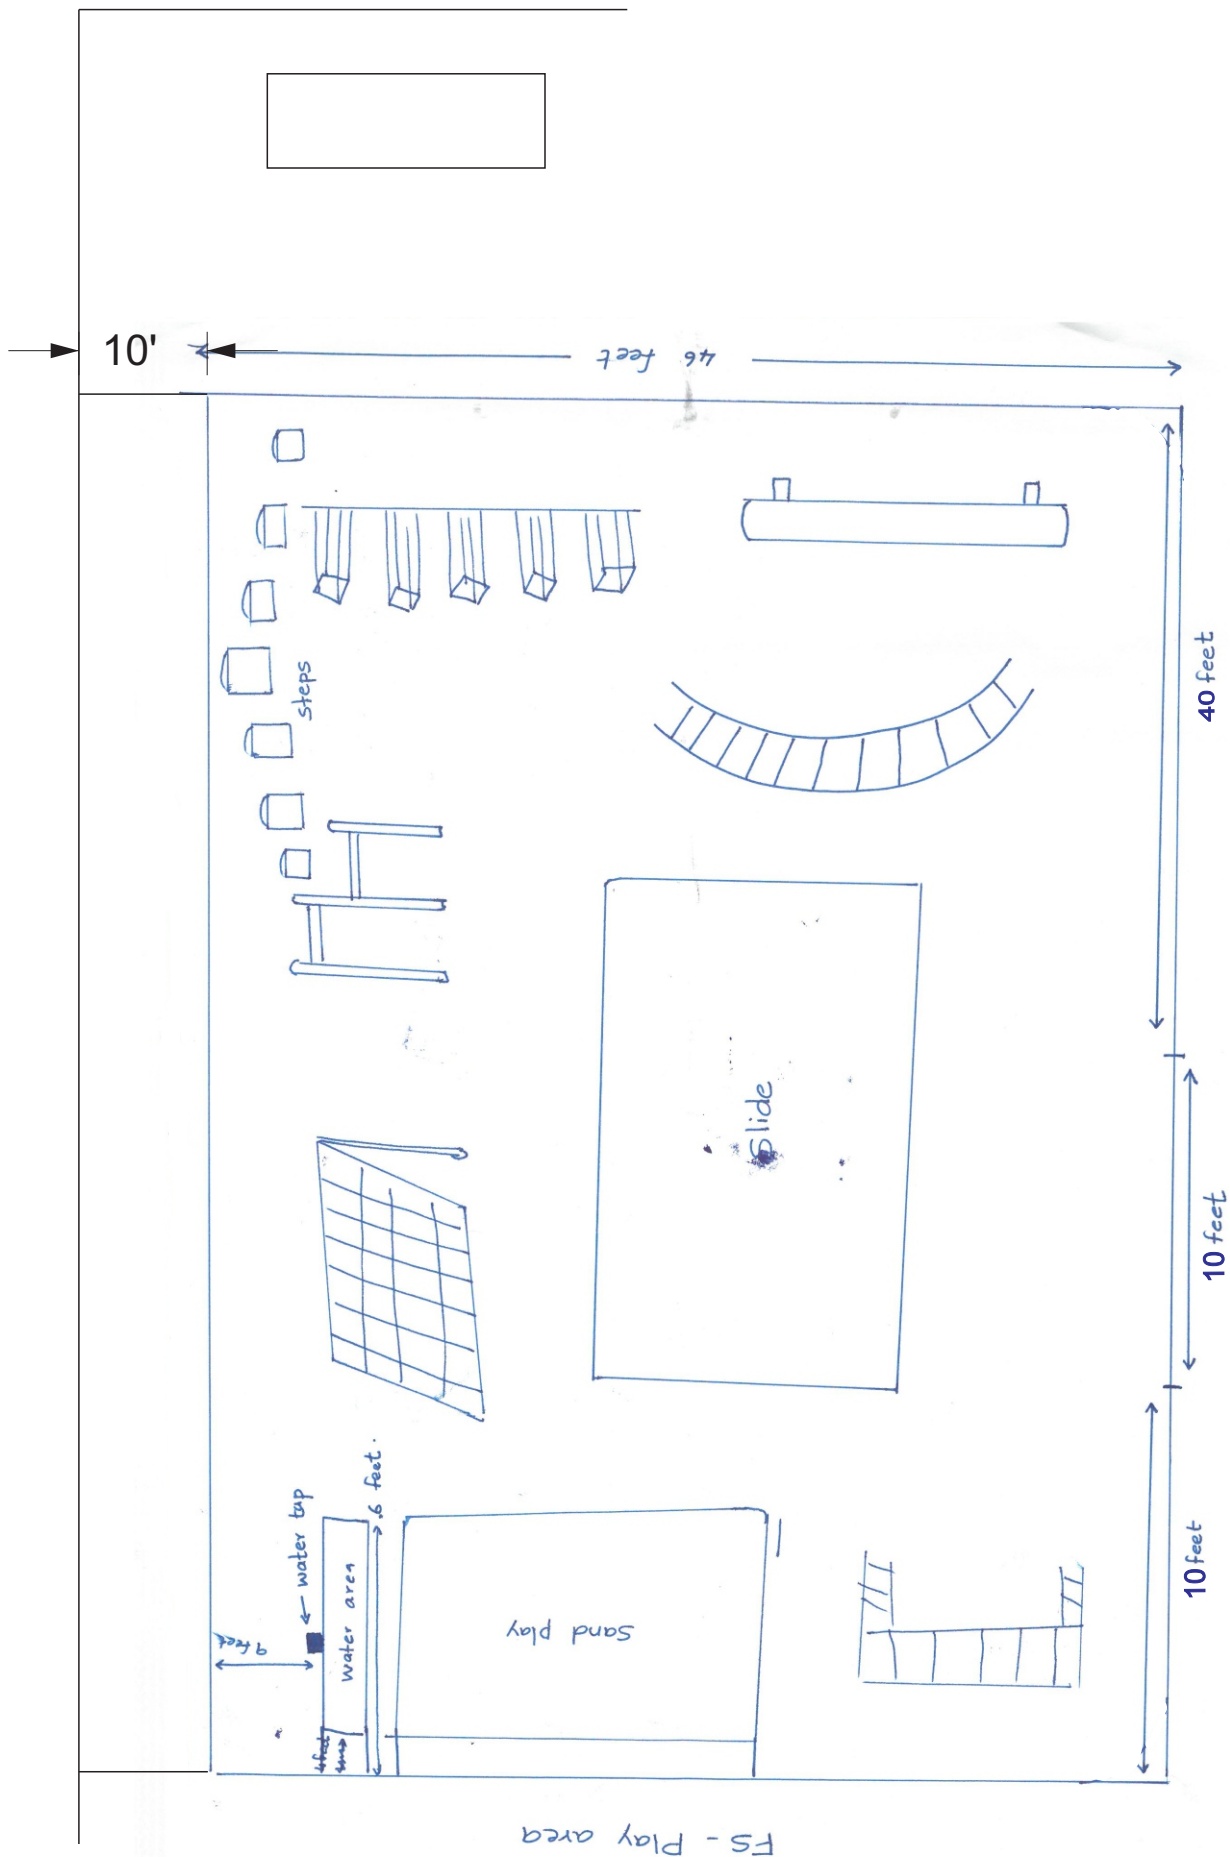 10'
46 feet
steps
40 feet
Slide
10 feet
6 feet.
← water tap
water area
9 feet
Sand play
10 feet
FS - Play area